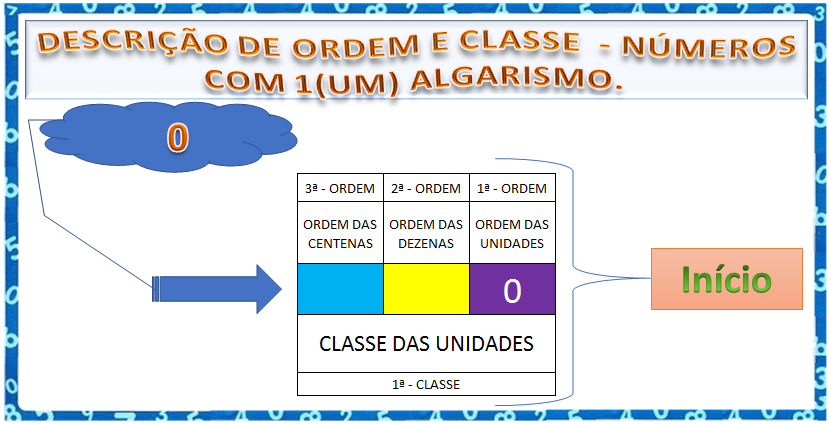 DESCRIÇÃO DE ORDEM E CLASSE - NÚMEROS
COM 1(UM) ALGARISMO.
0
3ª - ORDEM 2ª - ORDEM 1ª - ORDEM
ORDEM DAS CENTENAS ORDEM DAS DEZENAS ORDEM DAS UNIDADES
0
Início
CLASSE DAS UNIDADES
1ª - CLASSE